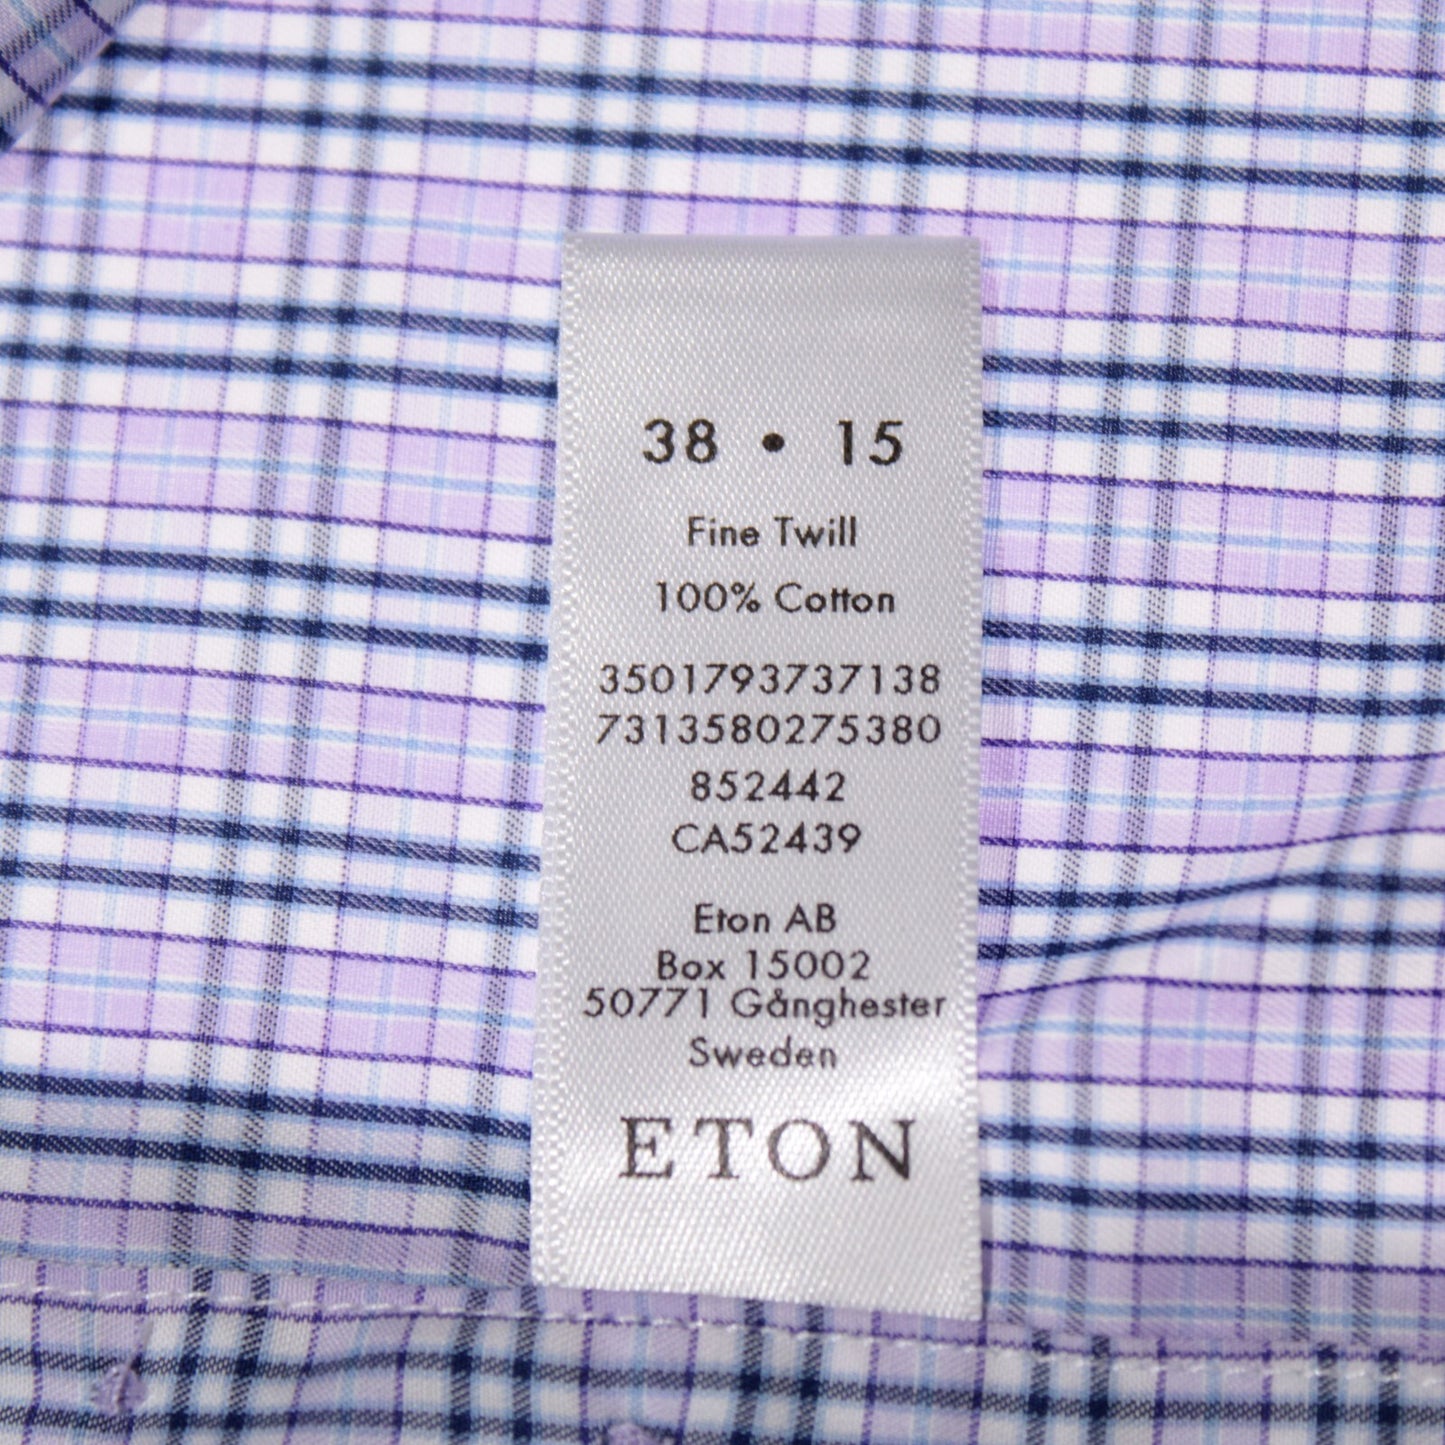 38 • 15
Fine Twill
100% Cotton
3501793737138
7313580275380
852442
CA52439
Eton AB
Box 15002
50771 Gånghester
Sweden
ETON